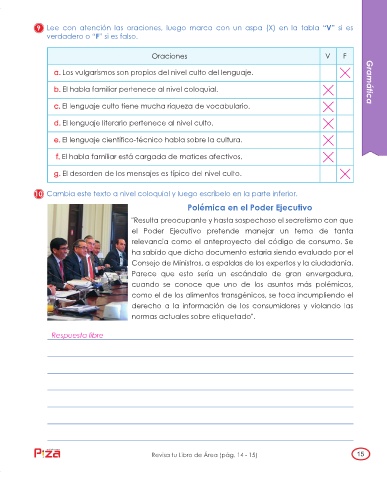 9 Lee con atención las oraciones, luego marca con un aspa (X) en la tabla "V" si es
verdadero o "F" si es falso.
Oraciones V F
a. Los vulgarismos son propios del nivel culto del lenguaje. X
b. El habla familiar pertenece al nivel coloquial. X
c. El lenguaje culto tiene mucha riqueza de vocabulario. X
d. El lenguaje literario pertenece al nivel culto. X
e. El lenguaje científico-técnico habla sobre la cultura. X
f. El habla familiar está cargada de matices afectivos. X
g. El desorden de los mensajes es típico del nivel culto. X
Gramática
10 Cambia este texto a nivel coloquial y luego escríbelo en la parte inferior.
Polémica en el Poder Ejecutivo
"Resulta preocupante y hasta sospechoso el secretismo con que
el Poder Ejecutivo pretende manejar un tema de tanta
relevancia como el anteproyecto del código de consumo. Se
ha sabido que dicho documento estaría siendo evaluado por el
Consejo de Ministros, a espaldas de los expertos y la ciudadanía.
Parece que esto sería un escándalo de gran envergadura,
cuando se conoce que uno de los asuntos más polémicos,
como el de los alimentos transgénicos, se toca incumpliendo el
derecho a la información de los consumidores y violando las
normas actuales sobre etiquetado".
Respuesta libre
Pizza
Revisa tu Libro de Área (pág. 14 - 15)
15